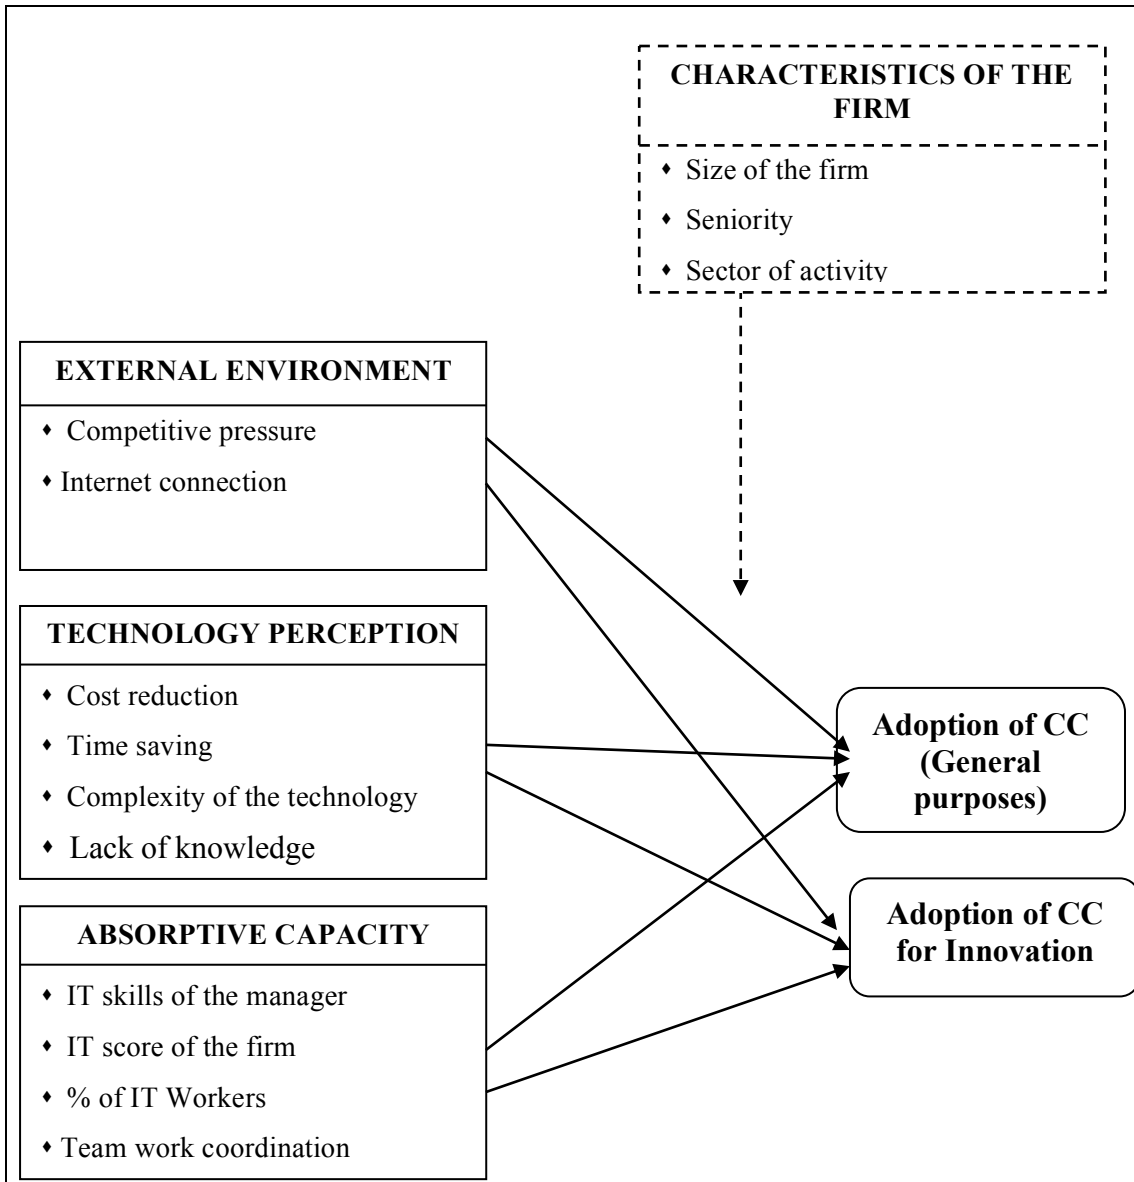 CHARACTERISTICS OF THE
FIRM
♦ Size of the firm
♦ Seniority
♦ Sector of activity
EXTERNAL ENVIRONMENT
♦ Competitive pressure
♦ Internet connection
TECHNOLOGY PERCEPTION
♦ Cost reduction
♦ Time saving
♦ Complexity of the technology
♦ Lack of knowledge
ABSORPTIVE CAPACITY
♦ IT skills of the manager
♦ IT score of the firm
♦ % of IT Workers
♦ Team work coordination
Adoption of CC
(General
purposes)
Adoption of CC
for Innovation